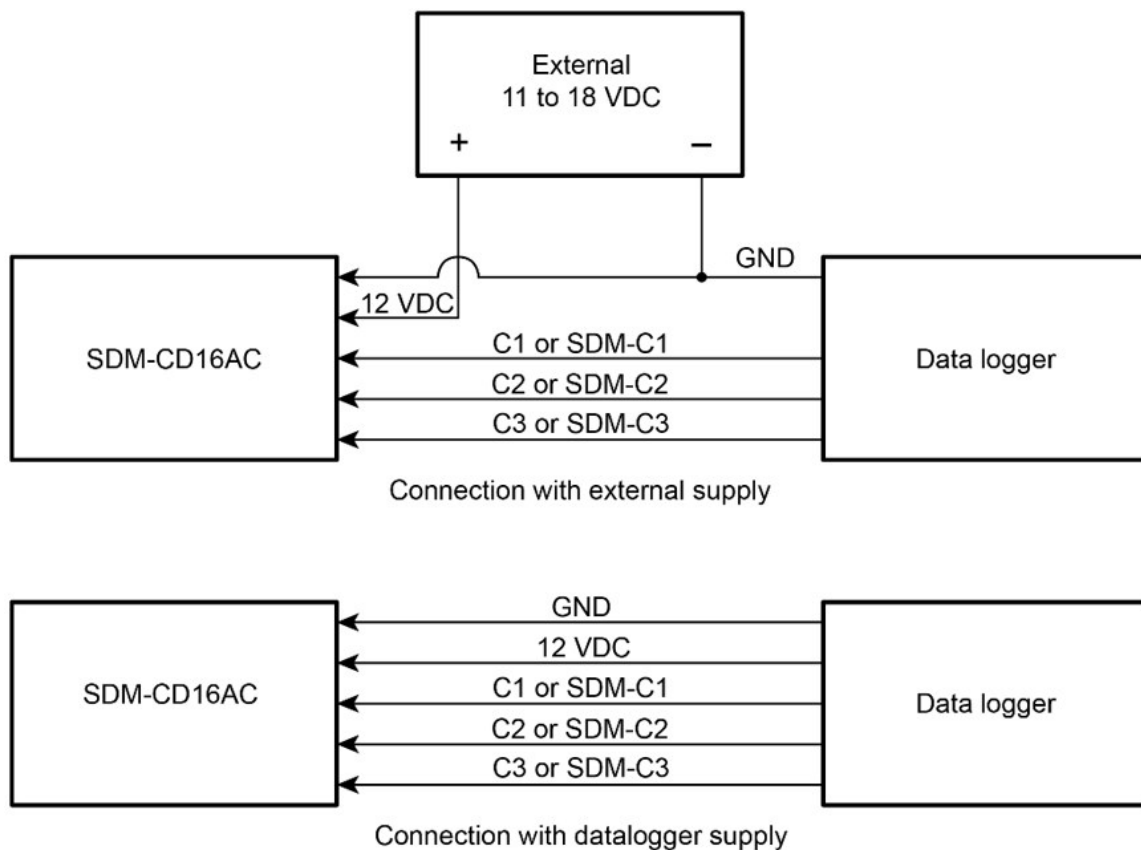 External
11 to 18 VDC
+ −
GND
12 VDC
C1 or SDM-C1
SDM-CD16AC
Data logger
C2 or SDM-C2
C3 or SDM-C3
Connection with external supply
GND
12 VDC
C1 or SDM-C1
SDM-CD16AC
Data logger
C2 or SDM-C2
C3 or SDM-C3
Connection with datalogger supply